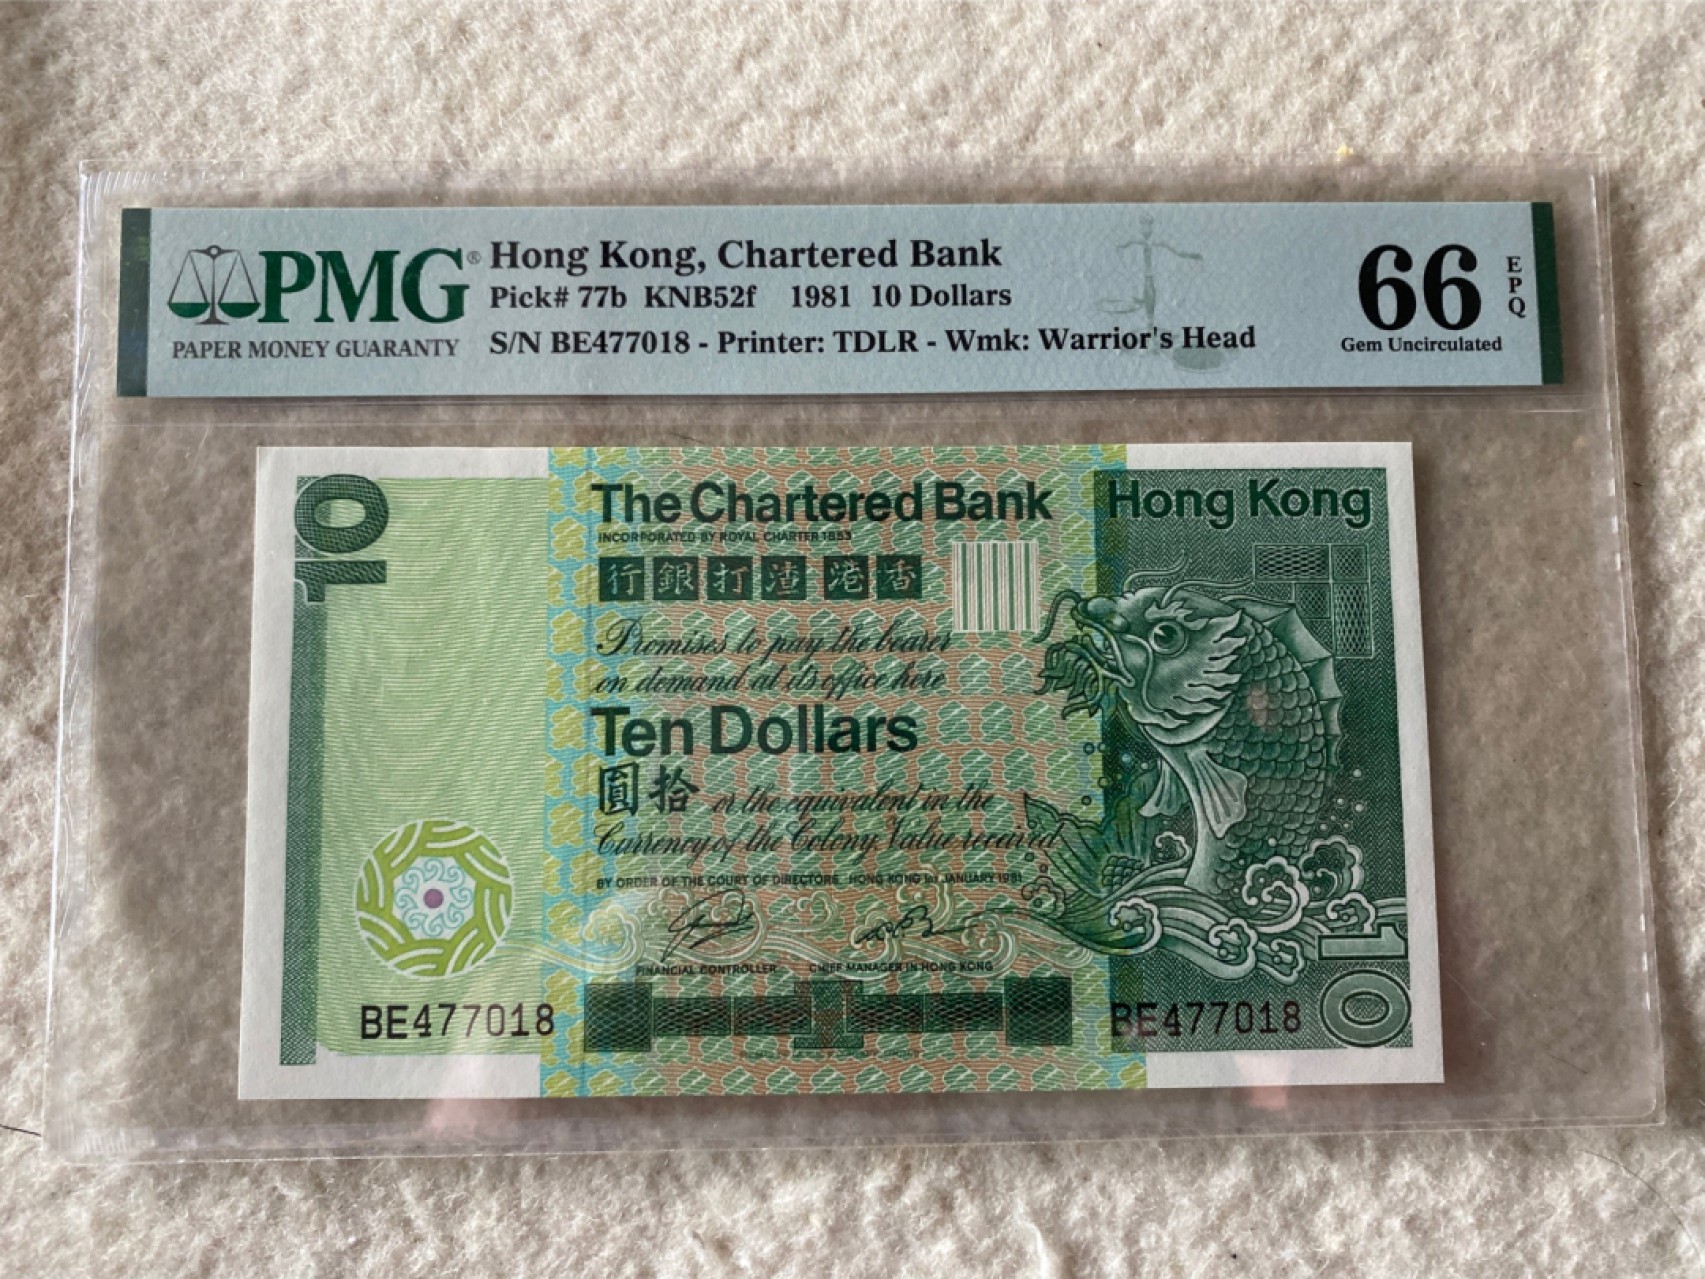 PMG® Hong Kong, Chartered Bank
Pick# 77b KNB52f 1981 10 Dollars
PAPER MONEY GUARANTY S/N BE477018 - Printer: TDLR - Wmk: Warrior's Head
66 EPQ
Gem Uncirculated
10
The Chartered Bank
Hong Kong
INCORPORATED BY ROYAL CHARTER 1853
行銀打渣港香
Promises to pay the bearer
on demand at its office here
Ten Dollars
圓拾 or the equivalent in the
Currency of the Colony, Value received
BY ORDER OF THE COURT OF DIRECTORS, HONG KONG 1st JANUARY 1981
FINANCIAL CONTROLLER CHIEF MANAGER IN HONG KONG
BE477018 BE477018
10